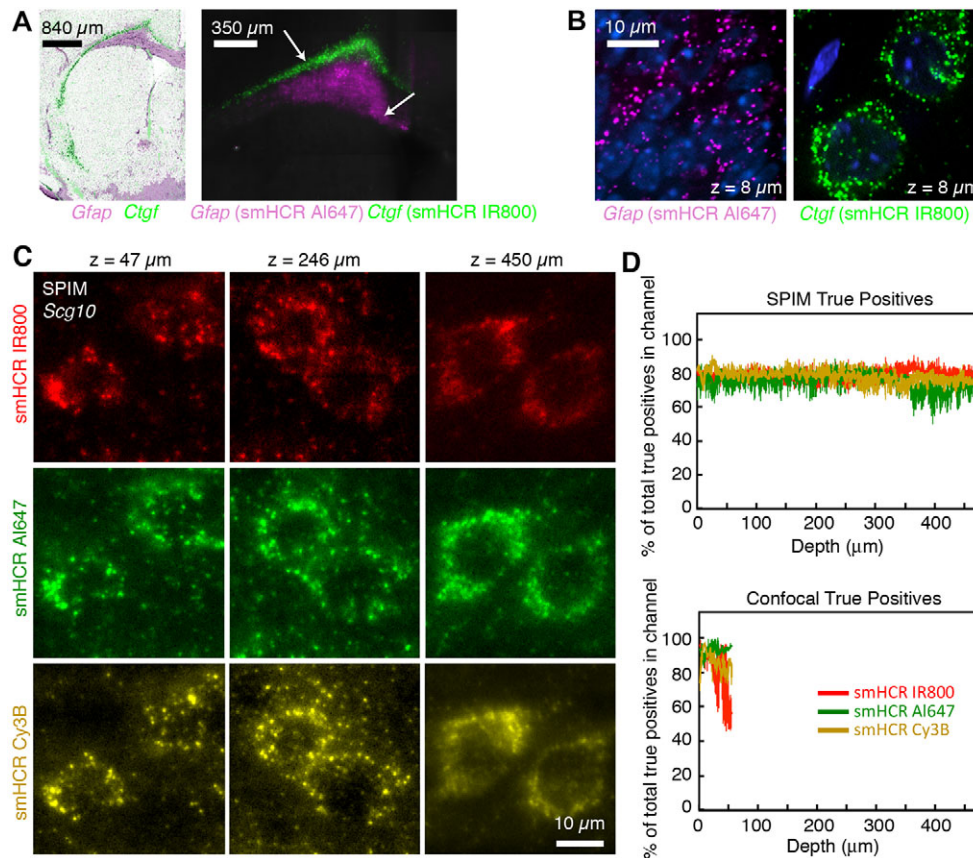 A
840 µm
350 µm
Gfap Ctgf
Gfap (smHCR Al647) Ctgf (smHCR IR800)
B
10 µm
z = 8 µm
z = 8 µm
Gfap (smHCR Al647)
Ctgf (smHCR IR800)
C
z = 47 µm
z = 246 µm
z = 450 µm
SPIM
Scg10
smHCR IR800
smHCR Al647
smHCR Cy3B
10 µm
D
SPIM True Positives
% of total true positives in channel
100
80
60
40
20
0
0 100 200 300 400
Depth (µm)
Confocal True Positives
% of total true positives in channel
100
80
60
40
20
0
smHCR IR800
smHCR Al647
smHCR Cy3B
0 100 200 300 400
Depth (µm)